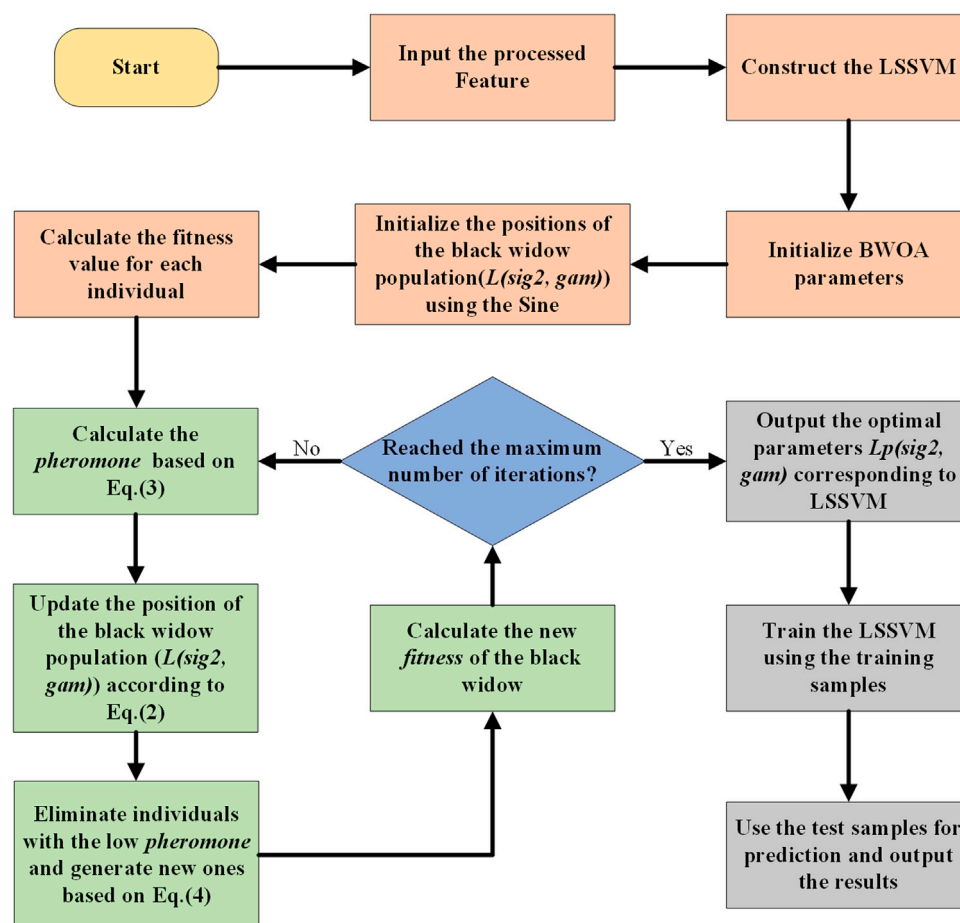 Start
Input the processed
Feature
Construct the LSSVM
Initialize BWOA
parameters
Initialize the positions of
the black widow
population(L(sig2, gam))
using the Sine
Calculate the fitness
value for each
individual
Calculate the
pheromone based on
Eq.(3)
Update the position of
the black widow
population (L(sig2,
gam)) according to
Eq.(2)
Eliminate individuals
with the low pheromone
and generate new ones
based on Eq.(4)
Calculate the new
fitness of the black
widow
Reached the maximum
number of iterations?
No
Yes
Output the optimal
parameters Lp(sig2,
gam) corresponding to
LSSVM
Train the LSSVM
using the training
samples
Use the test samples for
prediction and output
the results